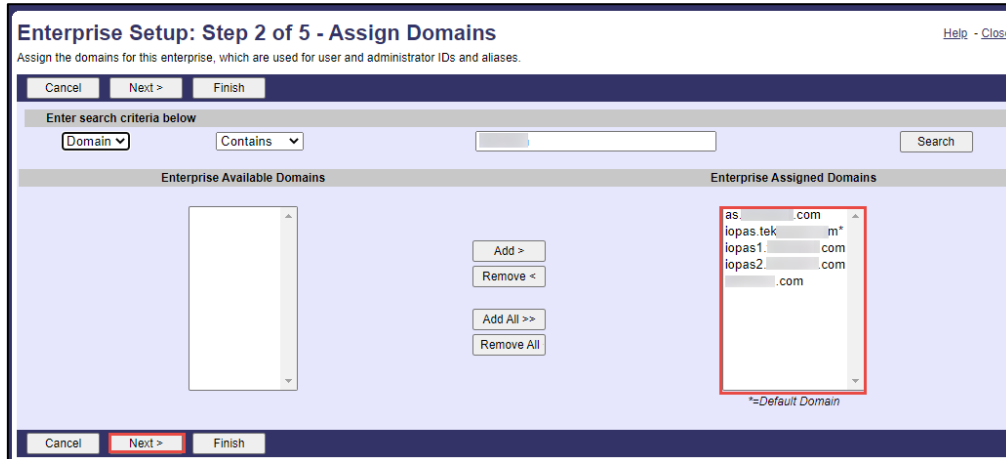 Enterprise Setup: Step 2 of 5 - Assign Domains
Help - Close
Assign the domains for this enterprise, which are used for user and administrator IDs and aliases.
Cancel Next > Finish
Enter search criteria below
Domain Contains Search
Enterprise Available Domains Enterprise Assigned Domains
as. .com
iopas.tek m*
iopas1. .com
iopas2. .com
.com
Add >
Remove <
Add All >>
Remove All
*=Default Domain
Cancel Next > Finish